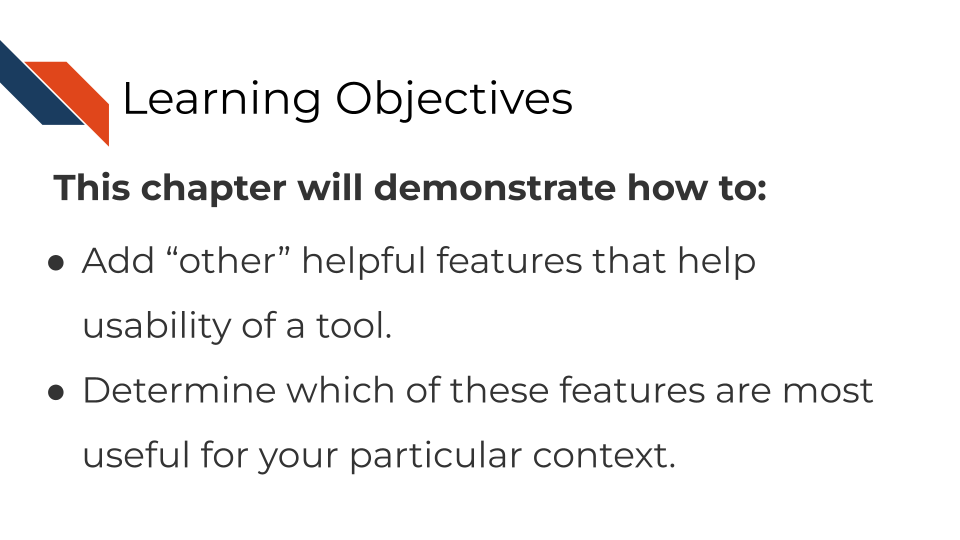 Learning Objectives
This chapter will demonstrate how to:
● Add “other” helpful features that help
usability of a tool.
● Determine which of these features are most
useful for your particular context.